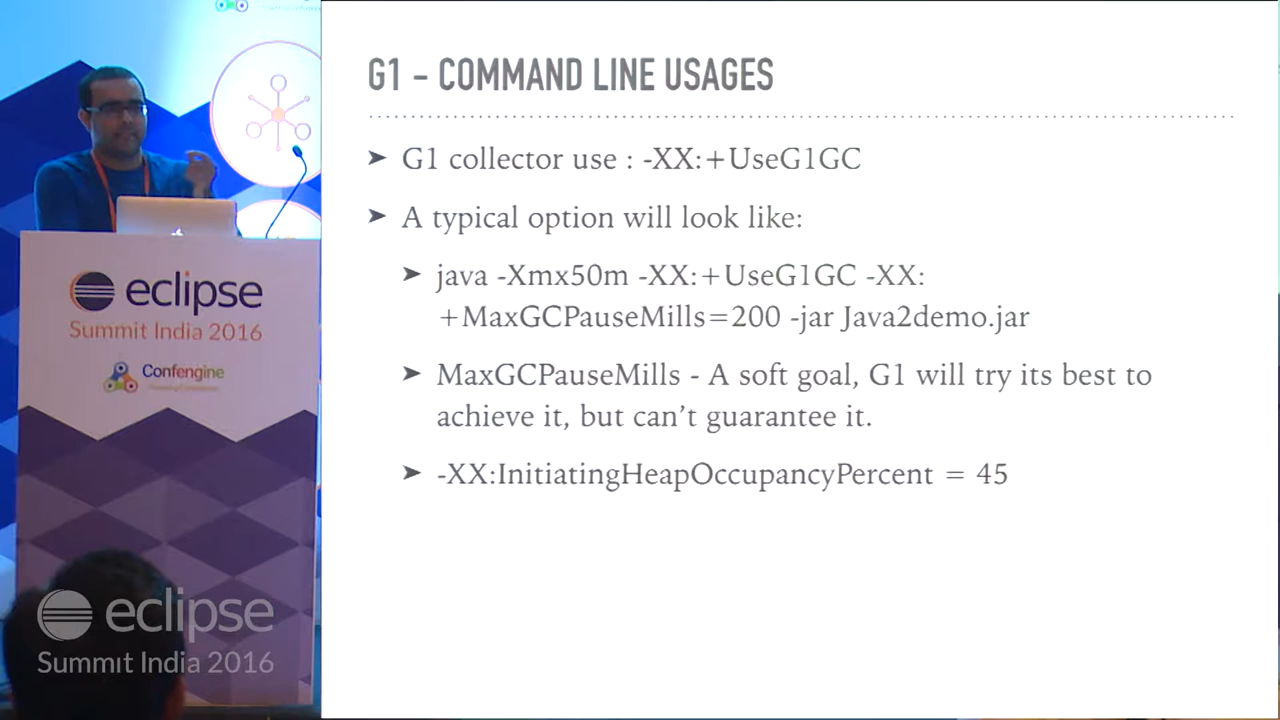 G1 – COMMAND LINE USAGES
➤ G1 collector use : -XX:+UseG1GC
➤ A typical option will look like:
➤ java -Xmx50m -XX:+UseG1GC -XX:
+MaxGCPauseMills=200 -jar Java2demo.jar
➤ MaxGCPauseMills - A soft goal, G1 will try its best to
achieve it, but can’t guarantee it.
➤ -XX:InitiatingHeapOccupancyPercent = 45
eclipse
Summit India 2016
Confengine
eclipse
Summit India 2016